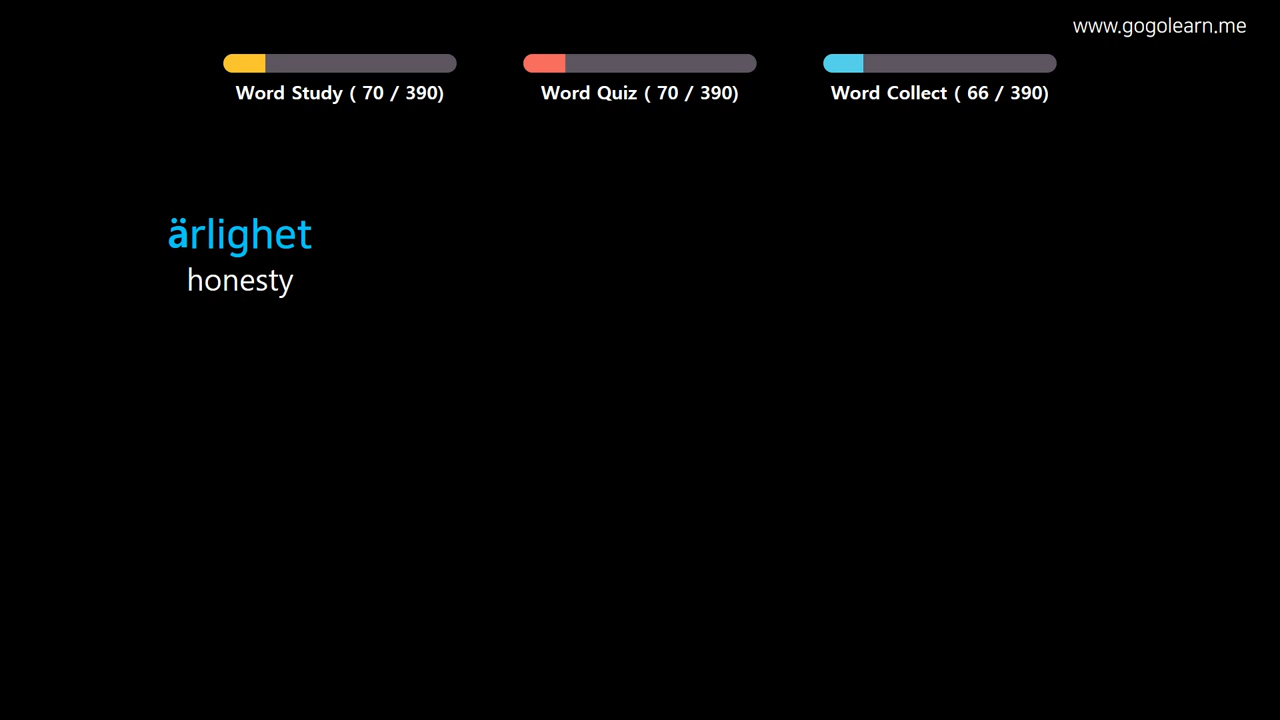 www.gogolearn.me
Word Study ( 70 / 390)
Word Quiz ( 70 / 390)
Word Collect ( 66 / 390)
ärlighet
honesty